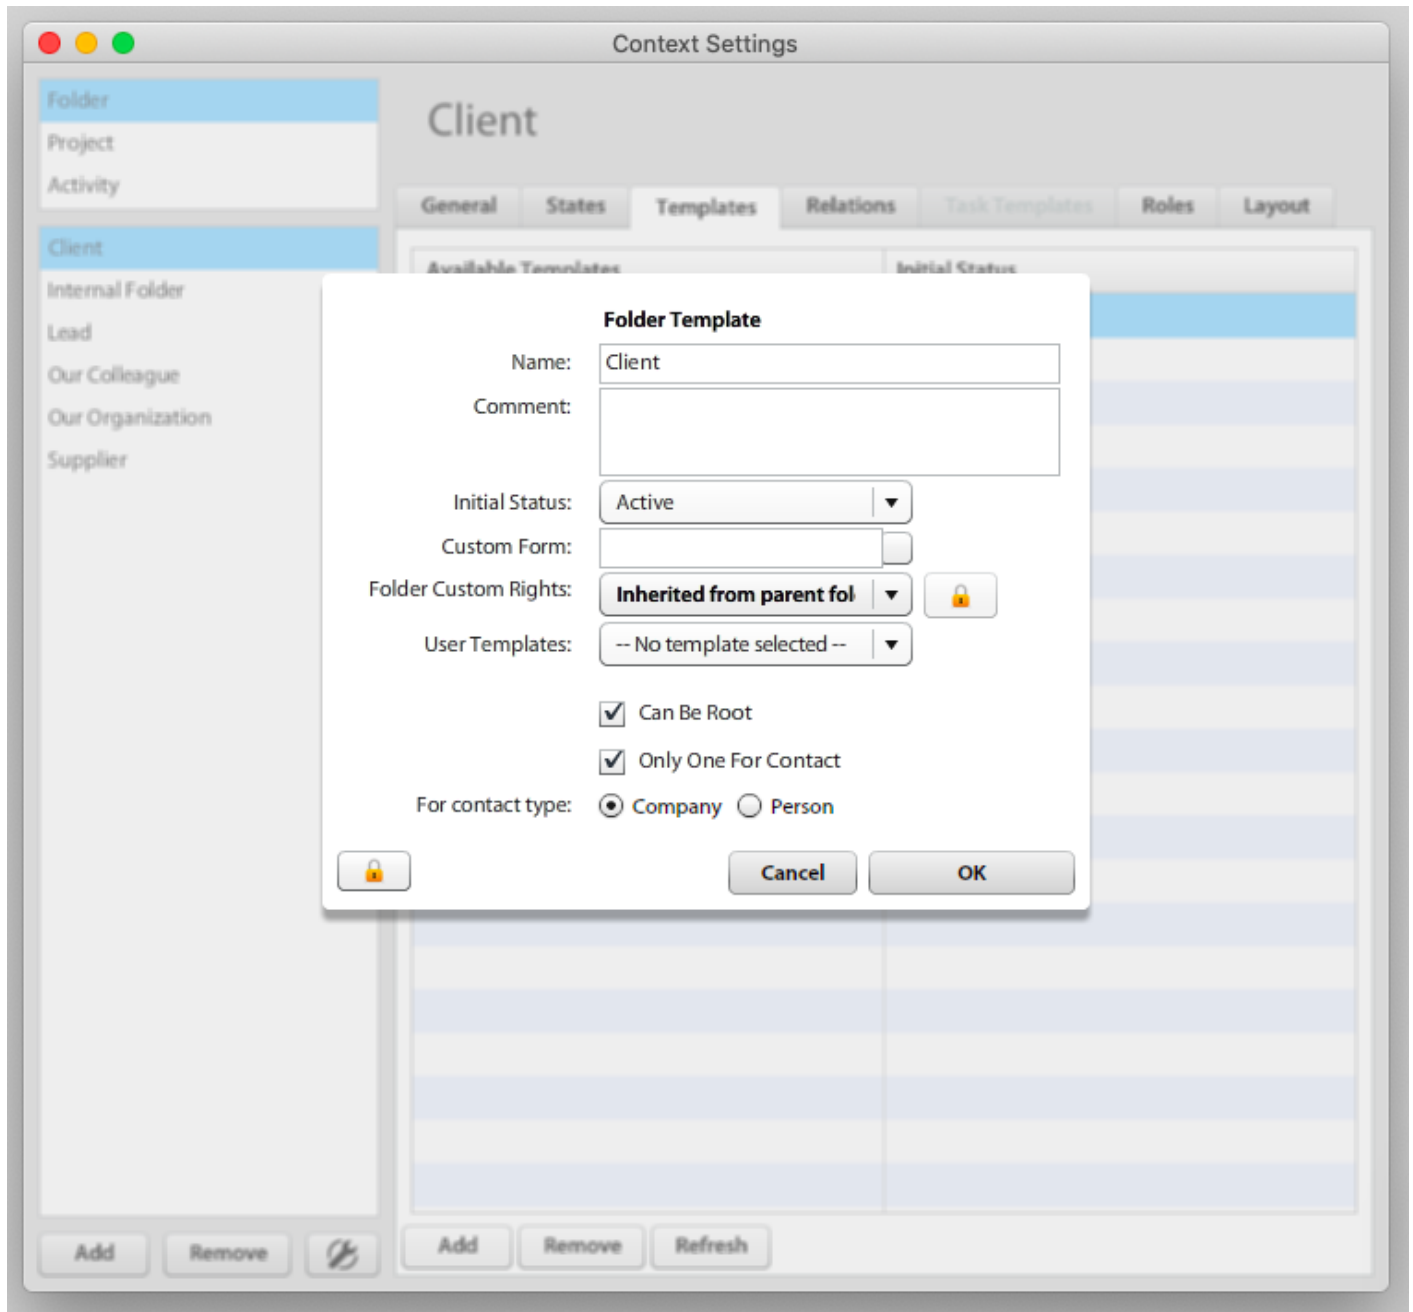 Context Settings
Folder
Project
Activity
Client
Internal Folder
Lead
Our Colleague
Our Organization
Supplier
Client
General States Templates Relations Task Templates Roles Layout
Available Templates Initial Status
Folder Template
Name: Client
Comment:
Initial Status: Active
Custom Form:
Folder Custom Rights: Inherited from parent fol
User Templates: -- No template selected --
Can Be Root
Only One For Contact
For contact type: Company Person
Cancel OK
Add Remove
Add Remove Refresh